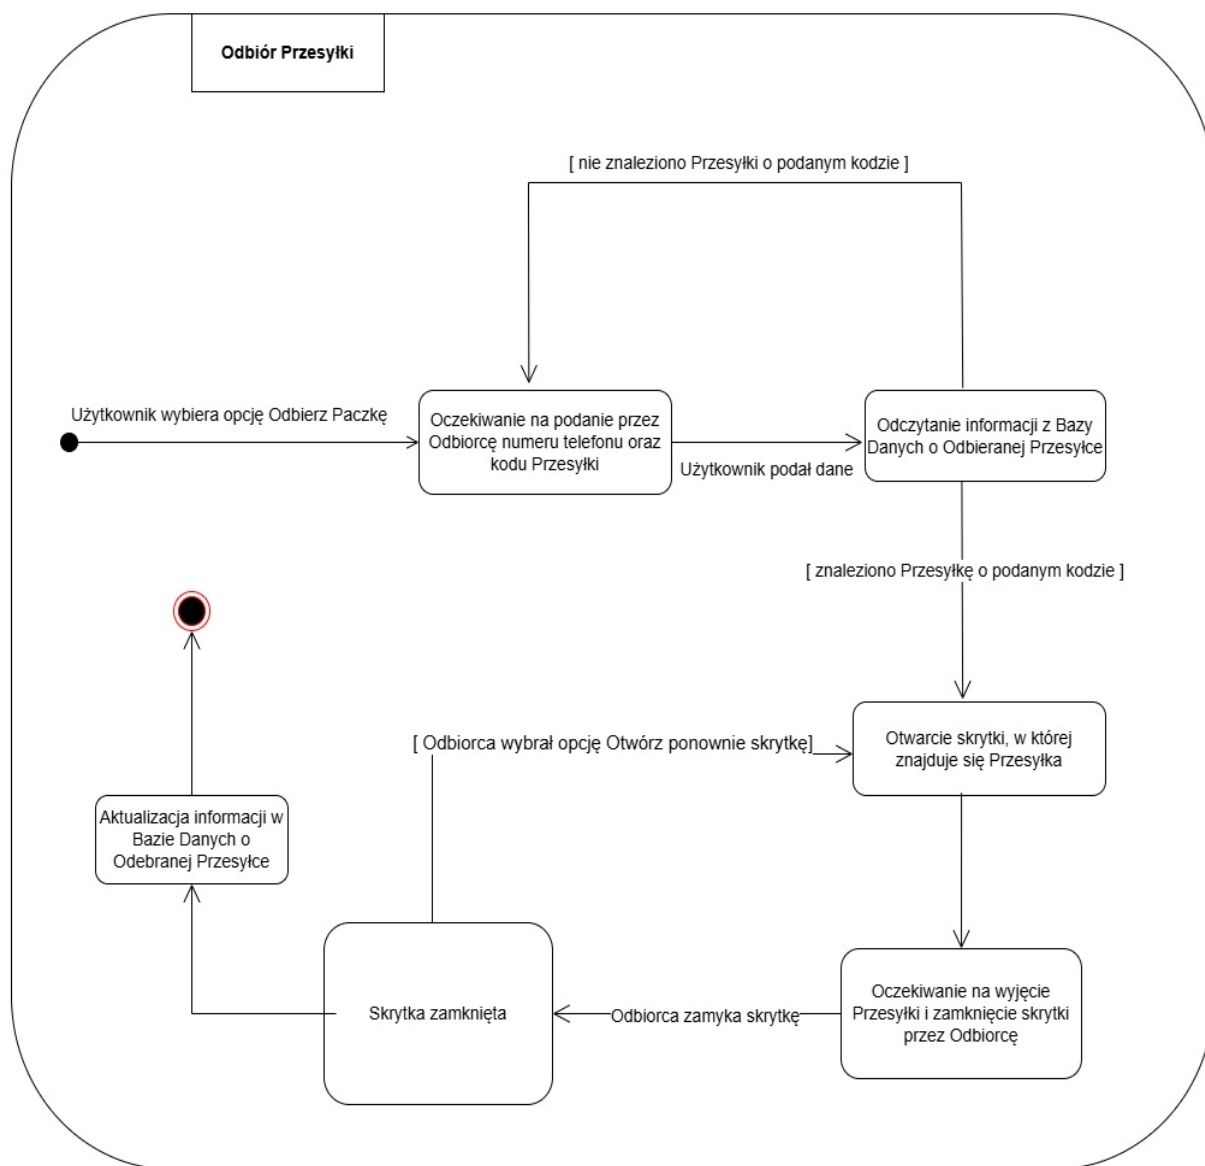 Odbiór Przesyłki
[ nie znaleziono Przesyłki o podanym kodzie ]
Użytkownik wybiera opcję Odbierz Paczkę
Oczekiwanie na podanie przez
Odbiorcę numeru telefonu oraz
kodu Przesyłki
Użytkownik podał dane
Odczytanie informacji z Bazy
Danych o Odbieranej Przesyłce
[ znaleziono Przesyłkę o podanym kodzie ]
[ Odbiorca wybrał opcję Otwórz ponownie skrytkę]
Otwarcie skrytki, w której
znajduje się Przesyłka
Aktualizacja informacji w
Bazie Danych o
Odebranej Przesyłce
Skrytka zamknięta
Odbiorca zamyka skrytkę
Oczekiwanie na wyjęcie
Przesyłki i zamknięcie skrytki
przez Odbiorcę